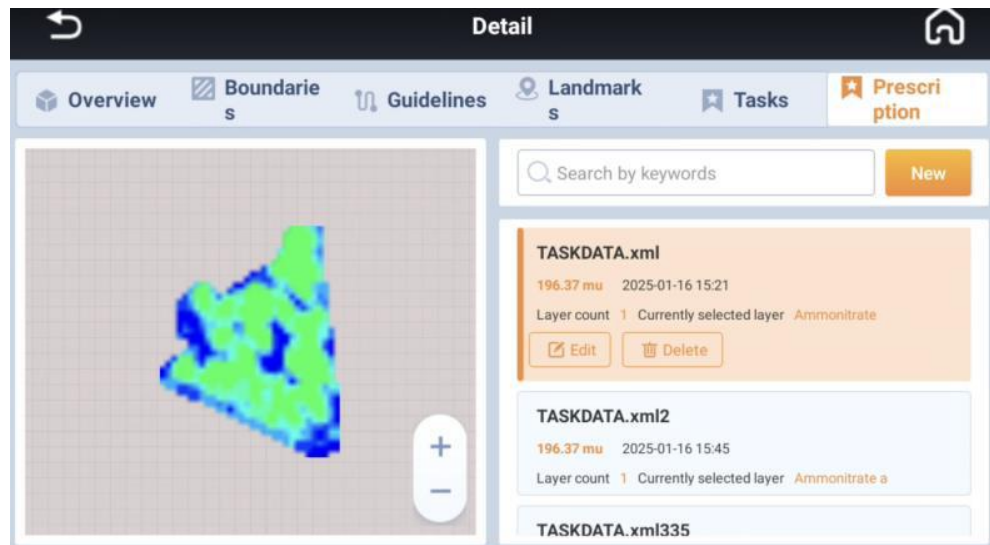 Detail
Overview
Boundarie
s
Guidelines
Landmark
s
Tasks
Prescri
ption
Search by keywords
New
TASKDATA.xml
196.37 mu 2025-01-16 15:21
Layer count 1 Currently selected layer Ammonitrate
Edit Delete
TASKDATA.xml2
196.37 mu 2025-01-16 15:45
Layer count 1 Currently selected layer Ammonitrate a
TASKDATA.xml335